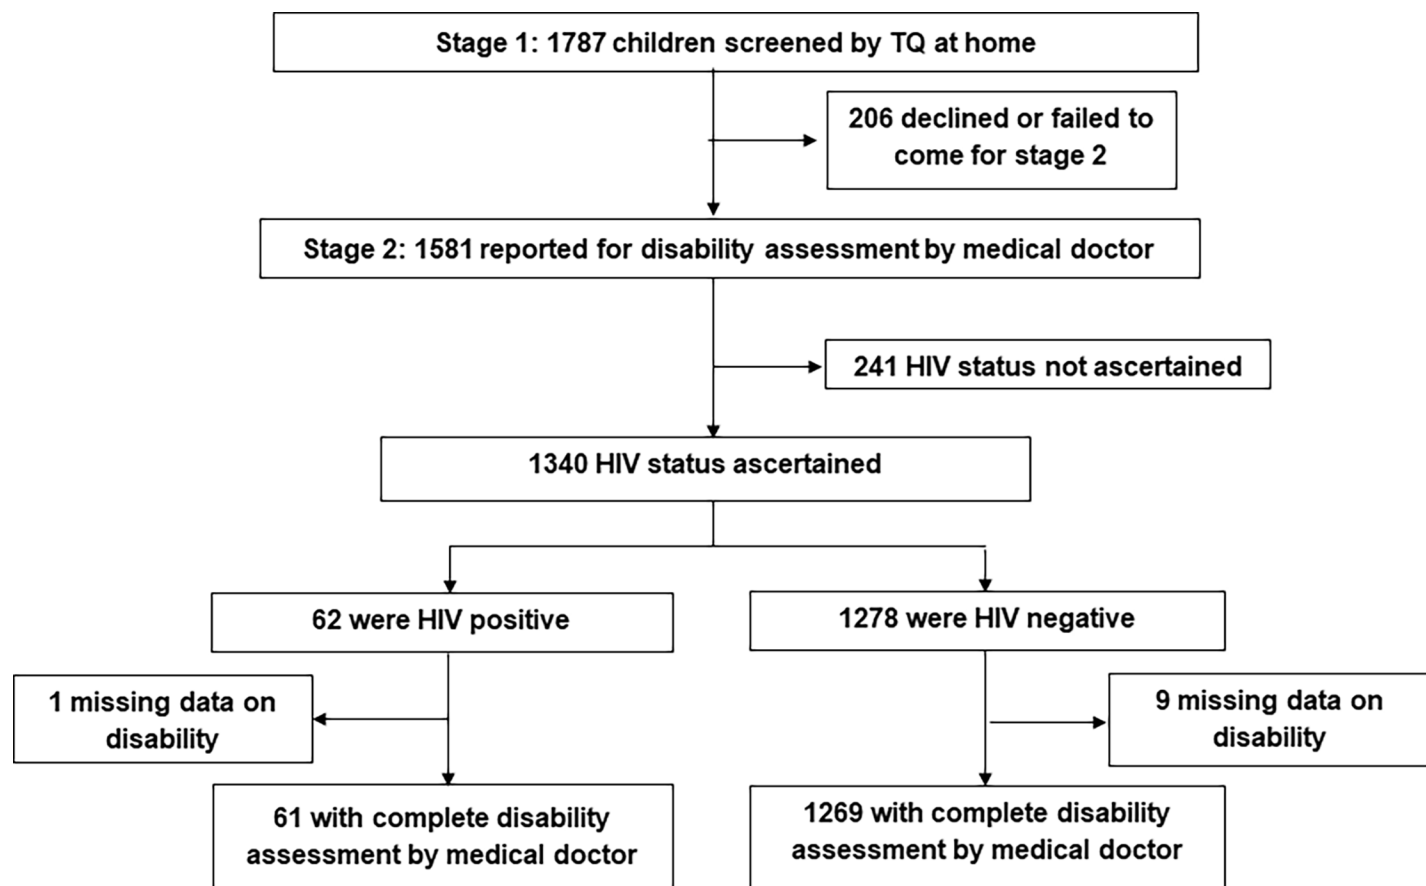 Stage 1: 1787 children screened by TQ at home
206 declined or failed to
come for stage 2
Stage 2: 1581 reported for disability assessment by medical doctor
241 HIV status not ascertained
1340 HIV status ascertained
62 were HIV positive
1278 were HIV negative
1 missing data on
disability
9 missing data on
disability
61 with complete disability
assessment by medical doctor
1269 with complete disability
assessment by medical doctor